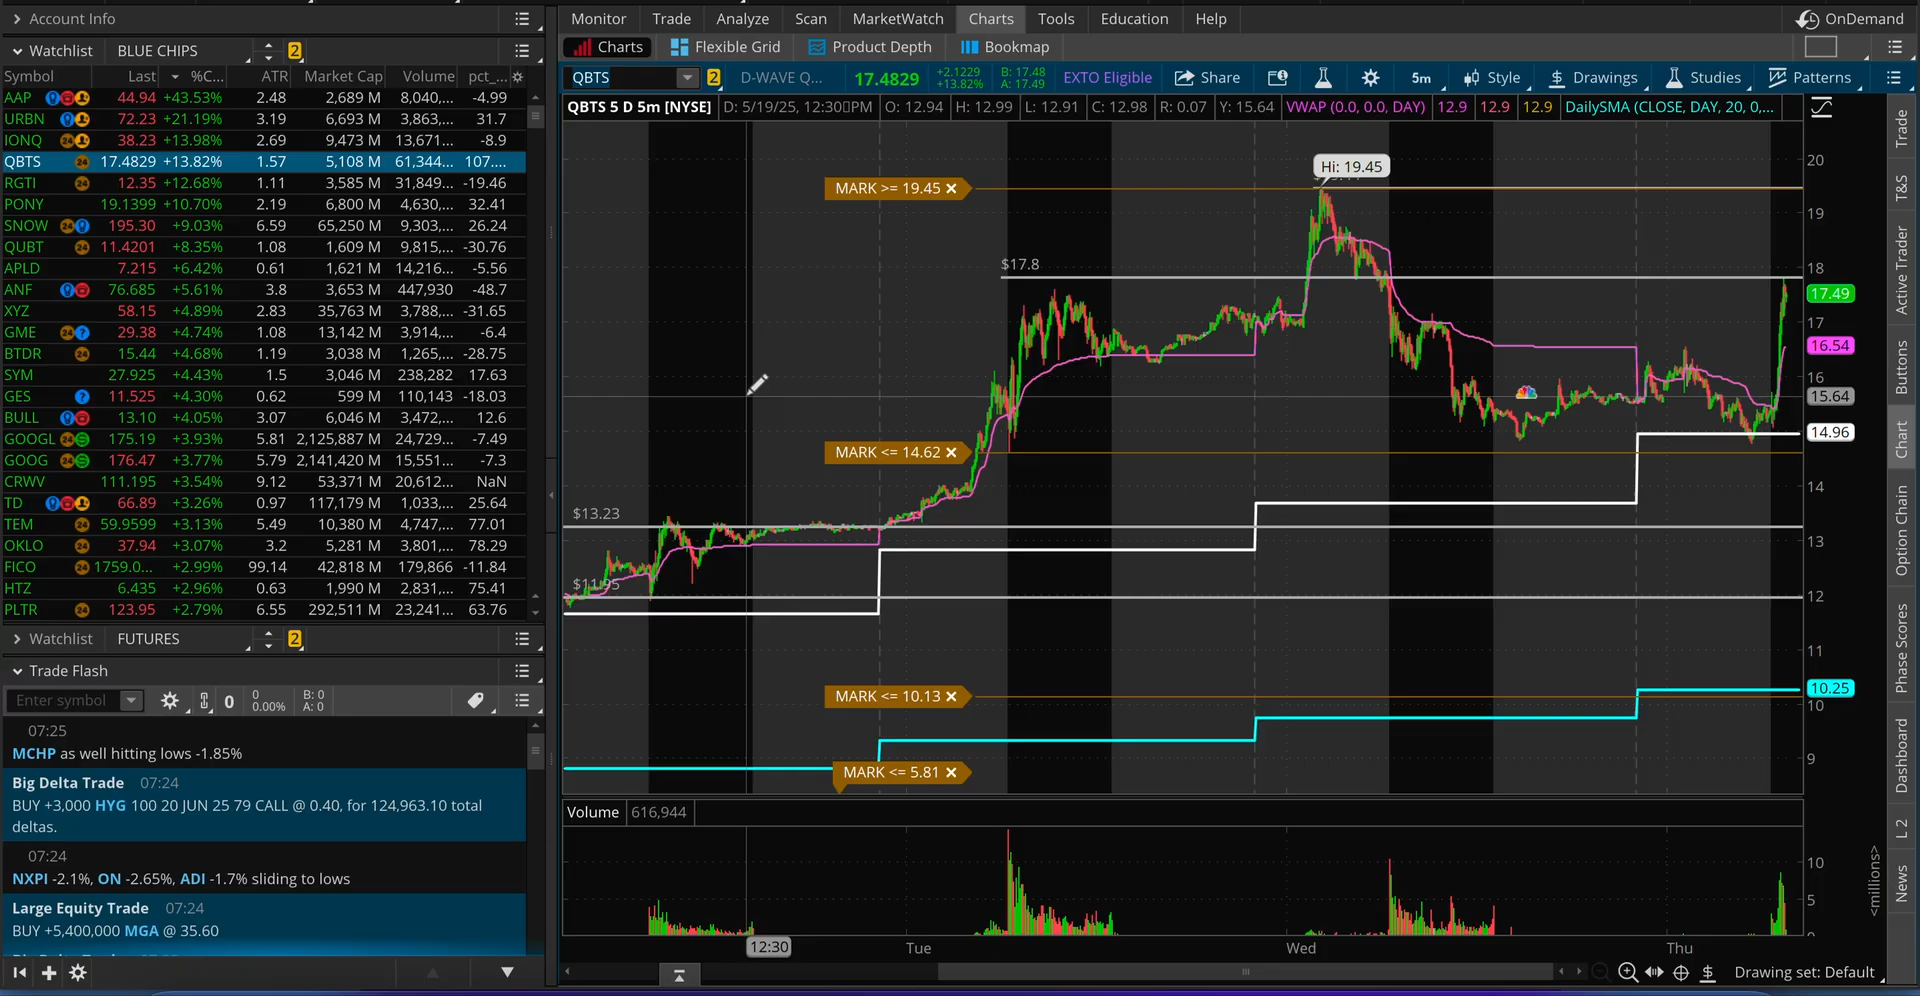 Account Info
Monitor Trade Analyze Scan MarketWatch Charts Tools Education Help OnDemand
Watchlist BLUE CHIPS 2
Charts Flexible Grid Product Depth Bookmap
Symbol Last %C... ATR Market Cap Volume pct_...
QBTS 2 D-WAVE Q... 17.4829 +2.1229 +13.82% B: 17.48 A: 17.49 EXTO Eligible Share 5m Style Drawings Studies Patterns
QBTS 5 D 5m [NYSE] D: 5/19/25, 12:30 PM O: 12.94 H: 12.99 L: 12.91 C: 12.98 R: 0.07 Y: 15.64 VWAP (0.0, 0.0, DAY) 12.9 12.9 12.9 DailySMA (CLOSE, DAY, 20, 0,...
AAP 44.94 +43.53% 2.48 2,689 M 8,040,... -4.99
URBN 72.23 +21.19% 3.19 6,693 M 3,863,... 31.7
IONQ 24 38.23 +13.98% 2.69 9,473 M 13,671... -8.9
QBTS 24 17.4829 +13.82% 1.57 5,108 M 61,344... 107....
RGTI 24 12.35 +12.68% 1.11 3,585 M 31,849... -19.46
PONY 19.1399 +10.70% 2.19 6,800 M 4,630,... 32.41
SNOW 24 195.30 +9.03% 6.59 65,250 M 9,303,... 26.24
QUBT 24 11.4201 +8.35% 1.08 1,609 M 9,815,... -30.76
APLD 7.215 +6.42% 0.61 1,621 M 14,216... -5.56
ANF 76.685 +5.61% 3.8 3,653 M 447,930 -48.7
XYZ 58.15 +4.89% 2.83 35,763 M 3,788,... -31.65
GME 24 ? 29.38 +4.74% 1.08 13,142 M 3,914,... -6.4
BTDR 24 15.44 +4.68% 1.19 3,038 M 1,265,... -28.75
SYM 27.925 +4.43% 1.5 3,046 M 238,282 17.63
GES ? 11.525 +4.30% 0.62 599 M 110,143 -18.03
BULL 13.10 +4.05% 3.07 6,046 M 3,472,... 12.6
GOOGL 24 175.19 +3.93% 5.81 2,125,887 M 24,729... -7.49
GOOG 24 176.47 +3.77% 5.79 2,141,420 M 15,551... -7.3
CRWV 111.195 +3.54% 9.12 53,371 M 20,612... NaN
TD 66.89 +3.26% 0.97 117,179 M 1,033,... 25.64
TEM 24 59.9599 +3.13% 5.49 10,380 M 4,747,... 77.01
OKLO 24 37.94 +3.07% 3.2 5,281 M 3,801,... 78.29
FICO 24 1759.0... +2.99% 99.14 42,818 M 179,866 -11.84
HTZ 6.435 +2.96% 0.63 1,990 M 2,831,... 75.41
PLTR 24 123.95 +2.79% 6.55 292,511 M 23,241... 63.76
Watchlist FUTURES 2
Trade Flash
Enter symbol 0 0 0.00% B: 0 A: 0
07:25
MCHP as well hitting lows -1.85%
Big Delta Trade 07:24
BUY +3,000 HYG 100 20 JUN 25 79 CALL @ 0.40, for 124,963.10 total
deltas.
07:24
NXPI -2.1%, ON -2.65%, ADI -1.7% sliding to lows
Large Equity Trade 07:24
BUY +5,400,000 MGA @ 35.60
Hi: 19.45
MARK >= 19.45
$17.8
MARK <= 14.62
$13.23
$11.95
MARK <= 10.13
MARK <= 5.81
20
19
18
17.49
17
16.54
16
15.64
14.96
14
13
12
11
10.25
10
9
Volume 616,944
10
5
0
<millions>
12:30 Tue Wed Thu
Drawing set: Default
Trade
T&S
Active Trader
Buttons
Chart
Option Chain
Phase Scores
Dashboard
L 2
News